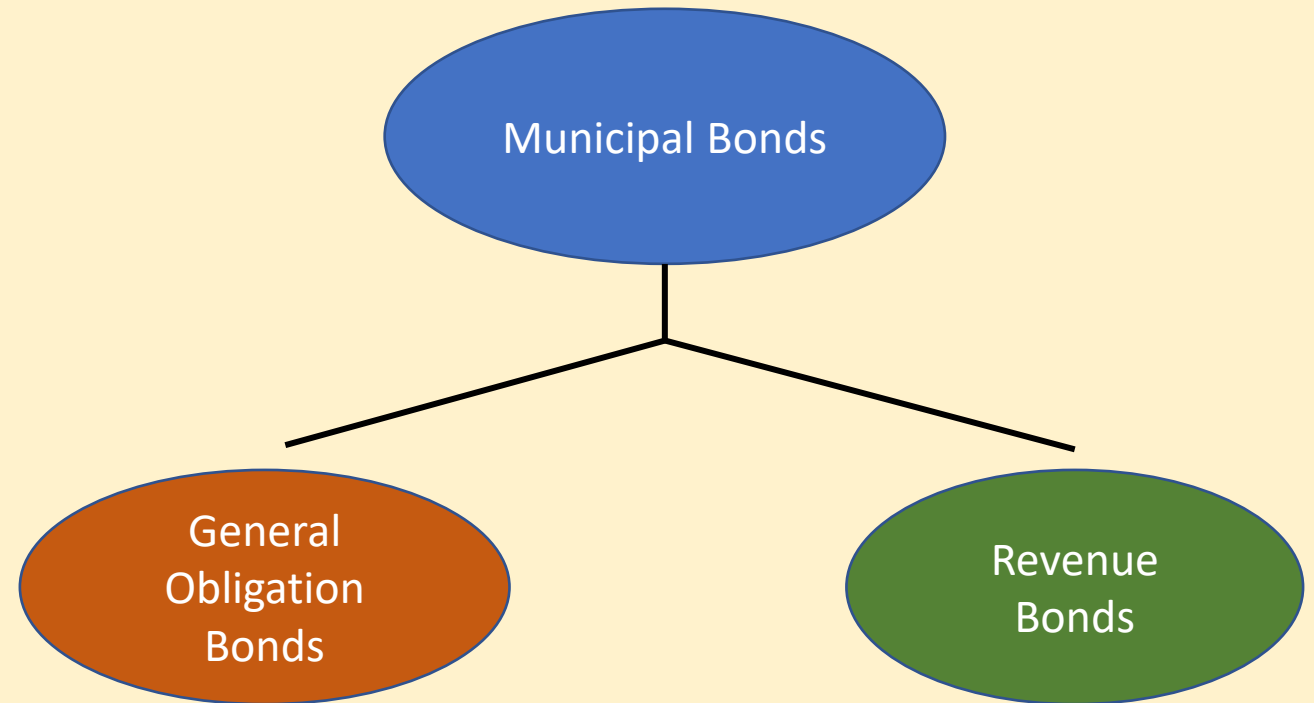 Municipal Bonds
General
Obligation
Bonds
Revenue
Bonds